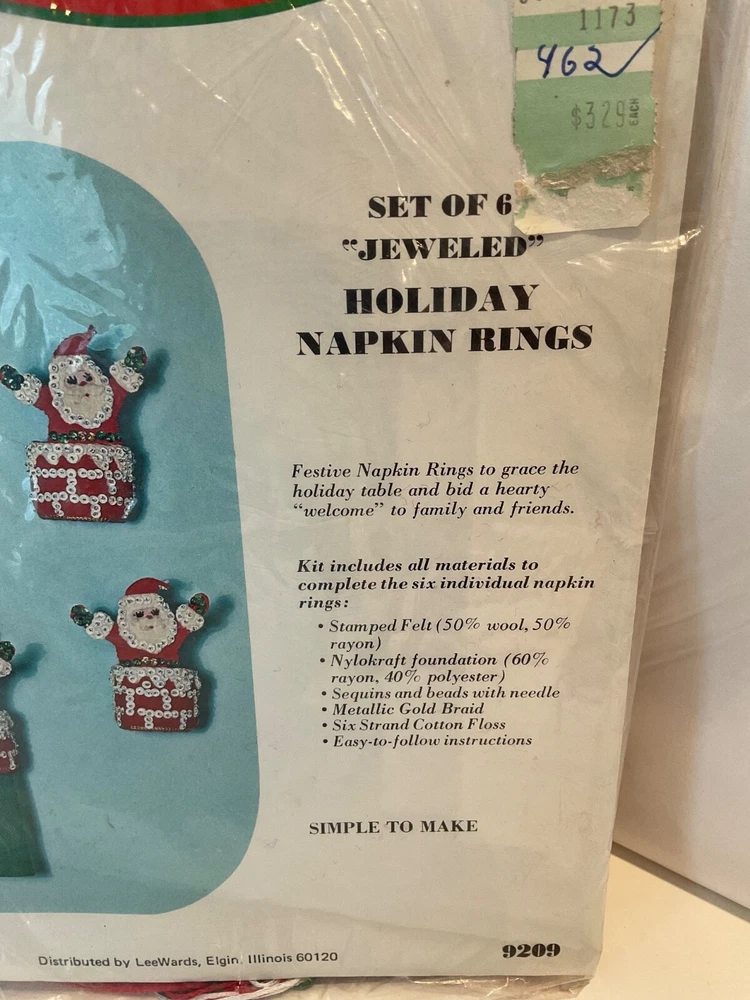 1173
462
$3.29 EACH
SET OF 6
“JEWELED”
HOLIDAY
NAPKIN RINGS
Festive Napkin Rings to grace the
holiday table and bid a hearty
“welcome” to family and friends.
Kit includes all materials to
complete the six individual napkin
rings:
• Stamped Felt (50% wool, 50%
rayon)
• Nylokraft foundation (60%
rayon, 40% polyester)
• Sequins and beads with needle
• Metallic Gold Braid
• Six Strand Cotton Floss
• Easy-to-follow instructions
SIMPLE TO MAKE
Distributed by LeeWards, Elgin, Illinois 60120
9209